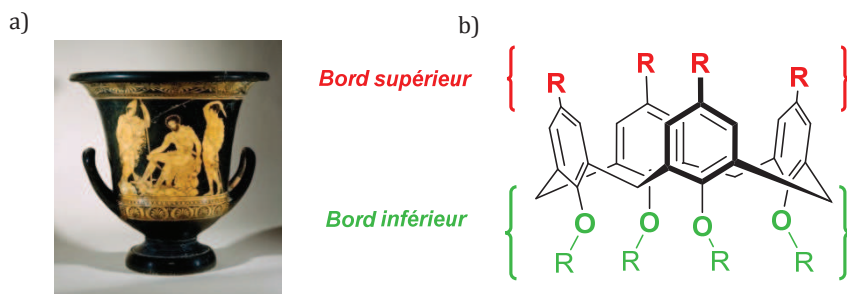 a)
b)
Bord supérieur
R R R R
Bord inférieur
O O O O
R R R R